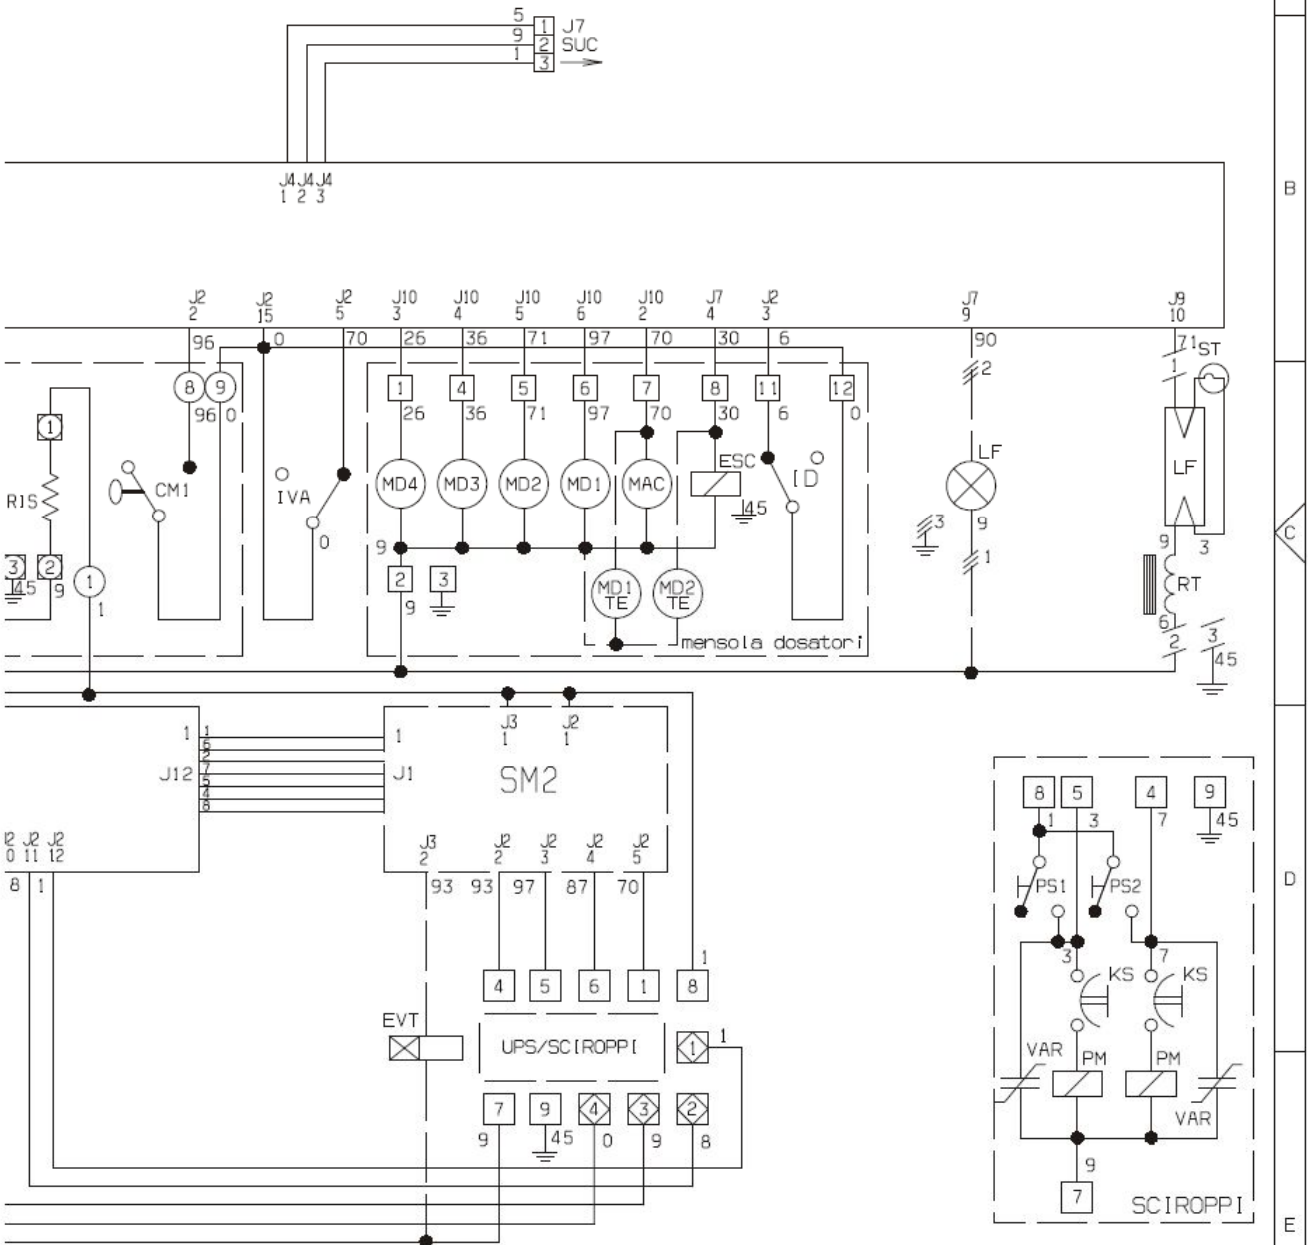 5 1 J7
9 2 SUC
1 3
J4 J4 J4
1 2 3
B
J2 J2 J2 J10 J10 J10 J10 J10 J7 J2 J7 J9
2 15 5 3 4 5 6 2 4 3 9 10
96 0 70 26 36 71 97 70 30 6 90 71 ST
2 1
8 9 1 4 5 6 7 8 11 12
96 0 26 36 71 97 70 30 6 0
1
RIS CM1 IVA MD4 MD3 MD2 MD1 MAC ESC ID LF LF
45
0 9 9 3 9 3 C
3 2 1 2 3 MD1 TE MD2 TE 1 RT
45 9 1 9
6
2 3
mensola dosatori
45
1 1 1 J3 J2
6 1 1
2
J12 7 J1 SM2
5
4
8
8 5 4 9
1 3 7 45
J2 J2 J3 J2 J2 J2 J2
11 12 2 2 3 4 5
8 1 93 93 97 87 70
PS1 PS2 D
3 7
1
4 5 6 1 8
KS KS
EVT UPS/SCIROPPI 1 1
VAR PM PM
VAR
7 9 4 3 2
9 45 0 9 8
9
7 SCIROPPI
E